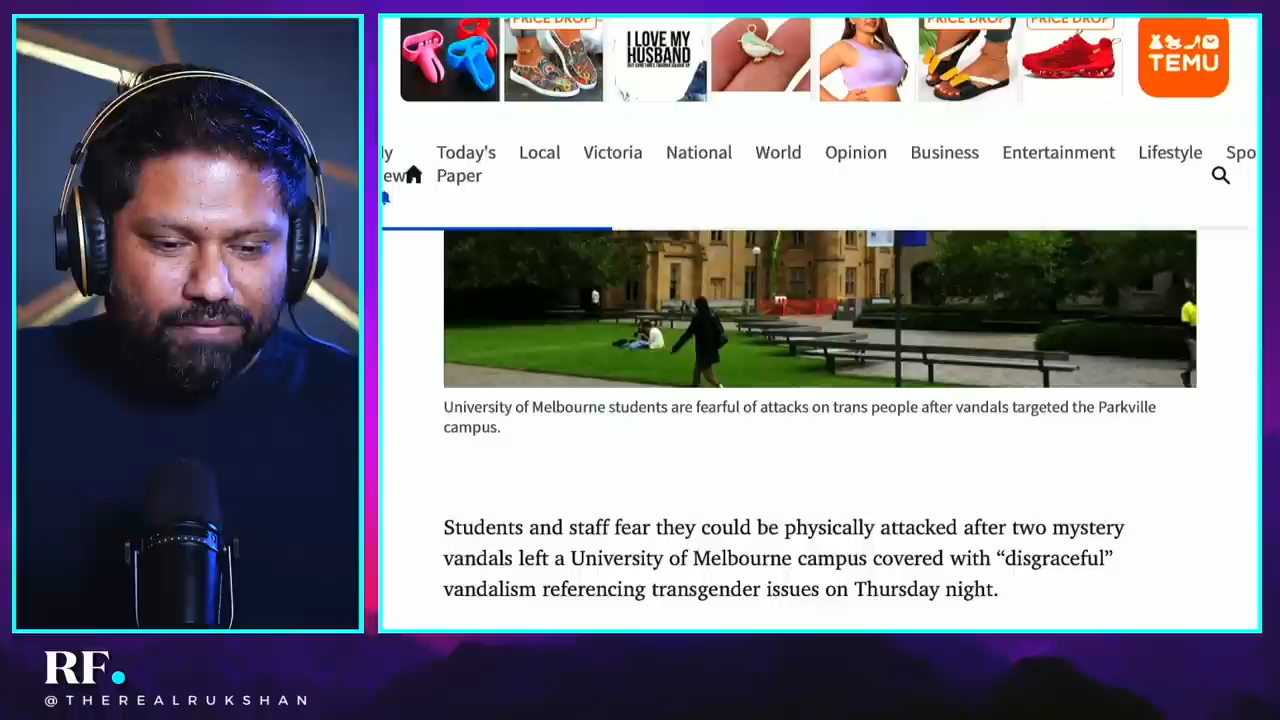 PRICE DROP
PRICE DROP
PRICE DROP
I LOVE MY
HUSBAND
TEMU
Today's Paper
Local
Victoria
National
World
Opinion
Business
Entertainment
Lifestyle
Spo
University of Melbourne students are fearful of attacks on trans people after vandals targeted the Parkville
campus.
Students and staff fear they could be physically attacked after two mystery
vandals left a University of Melbourne campus covered with “disgraceful”
vandalism referencing transgender issues on Thursday night.
RF.
@THEREALRUKSHAN